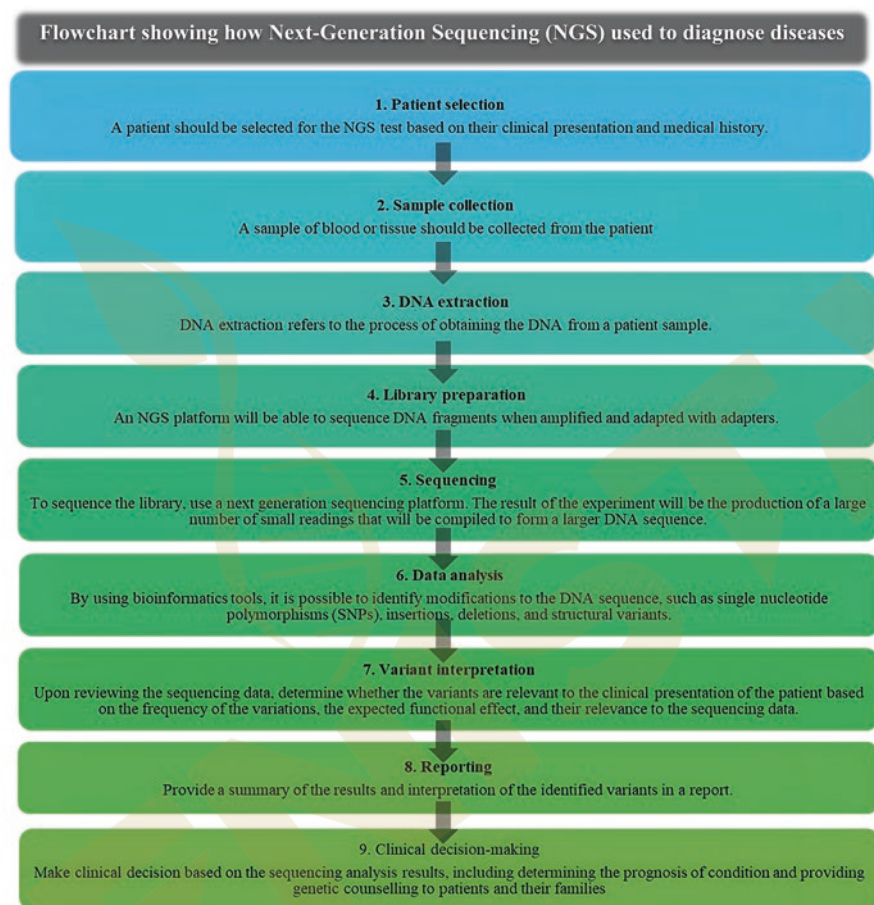 Flowchart showing how Next-Generation Sequencing (NGS) used to diagnose diseases
1. Patient selection
A patient should be selected for the NGS test based on their clinical presentation and medical history.
2. Sample collection
A sample of blood or tissue should be collected from the patient
3. DNA extraction
DNA extraction refers to the process of obtaining the DNA from a patient sample.
4. Library preparation
An NGS platform will be able to sequence DNA fragments when amplified and adapted with adapters.
5. Sequencing
To sequence the library, use a next generation sequencing platform. The result of the experiment will be the production of a large
number of small readings that will be compiled to form a larger DNA sequence.
6. Data analysis
By using bioinformatics tools, it is possible to identify modifications to the DNA sequence, such as single nucleotide
polymorphisms (SNPs), insertions, deletions, and structural variants.
7. Variant interpretation
Upon reviewing the sequencing data, determine whether the variants are relevant to the clinical presentation of the patient based
on the frequency of the variations, the expected functional effect, and their relevance to the sequencing data.
8. Reporting
Provide a summary of the results and interpretation of the identified variants in a report.
9. Clinical decision-making
Make clinical decision based on the sequencing analysis results, including determining the prognosis of condition and providing
genetic counselling to patients and their families